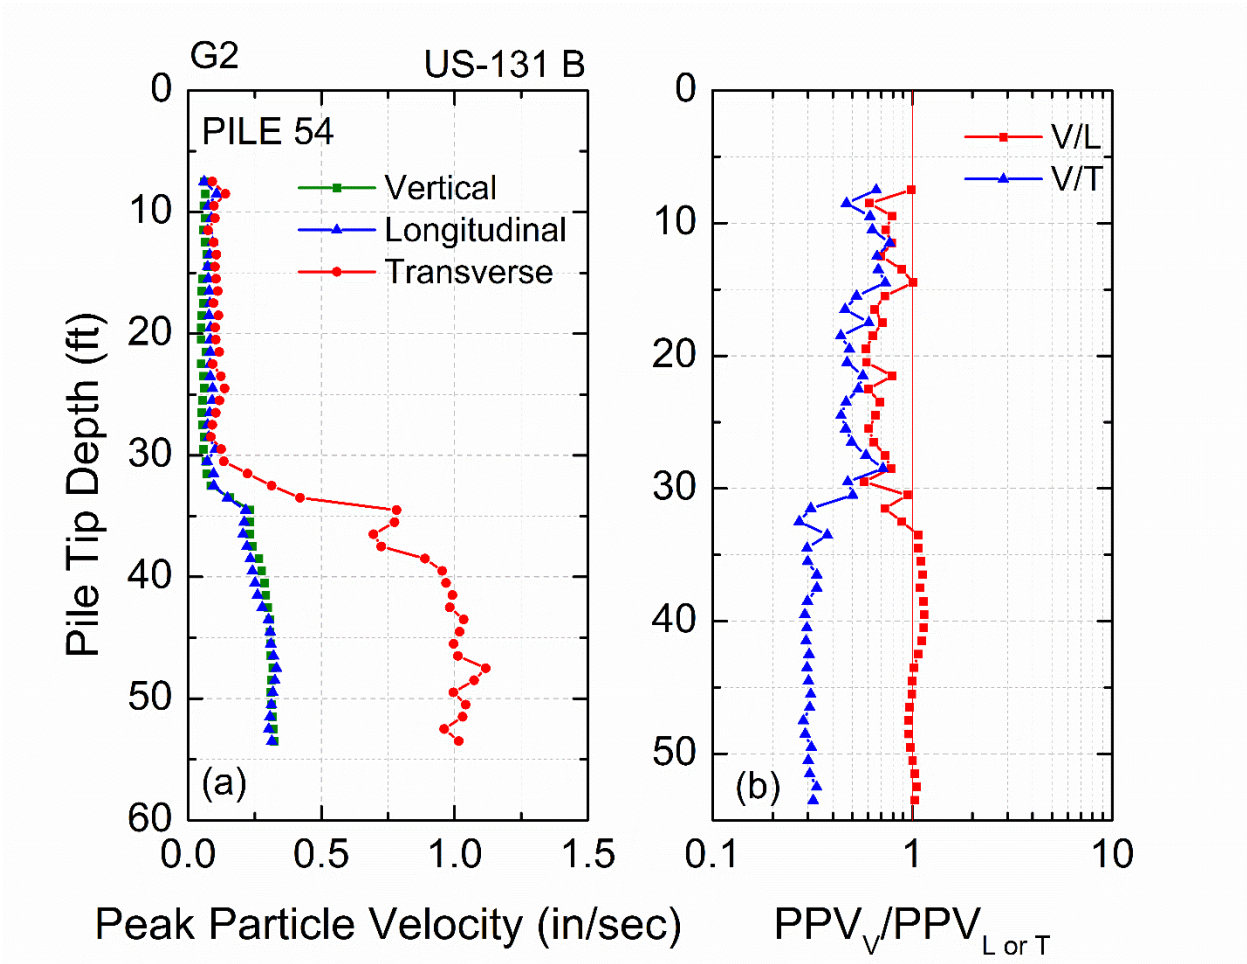 G2 US-131 B
PILE 54
Vertical
Longitudinal
Transverse
0
10
20
30
40
50
60
0.0 0.5 1.0 1.5
Pile Tip Depth (ft)
Peak Particle Velocity (in/sec)
(a)
V/L
V/T
0
10
20
30
40
50
0.1 1 10
(b)
PPVV/PPVL or T